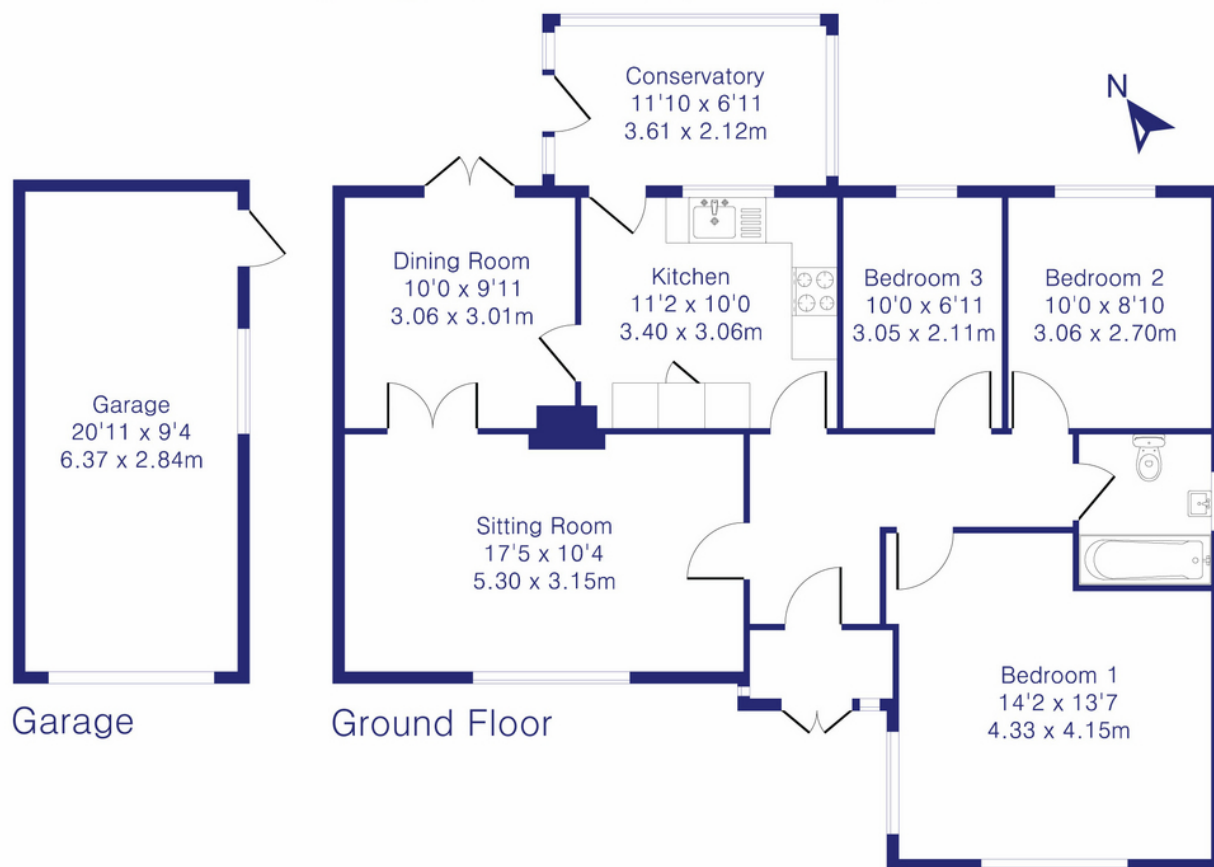 Conservatory
11'10 x 6'11
3.61 x 2.12m
N
Dining Room
10'0 x 9'11
3.06 x 3.01m
Kitchen
11'2 x 10'0
3.40 x 3.06m
Bedroom 3
10'0 x 6'11
3.05 x 2.11m
Bedroom 2
10'0 x 8'10
3.06 x 2.70m
Garage
20'11 x 9'4
6.37 x 2.84m
Sitting Room
17'5 x 10'4
5.30 x 3.15m
Bedroom 1
14'2 x 13'7
4.33 x 4.15m
Garage
Ground Floor